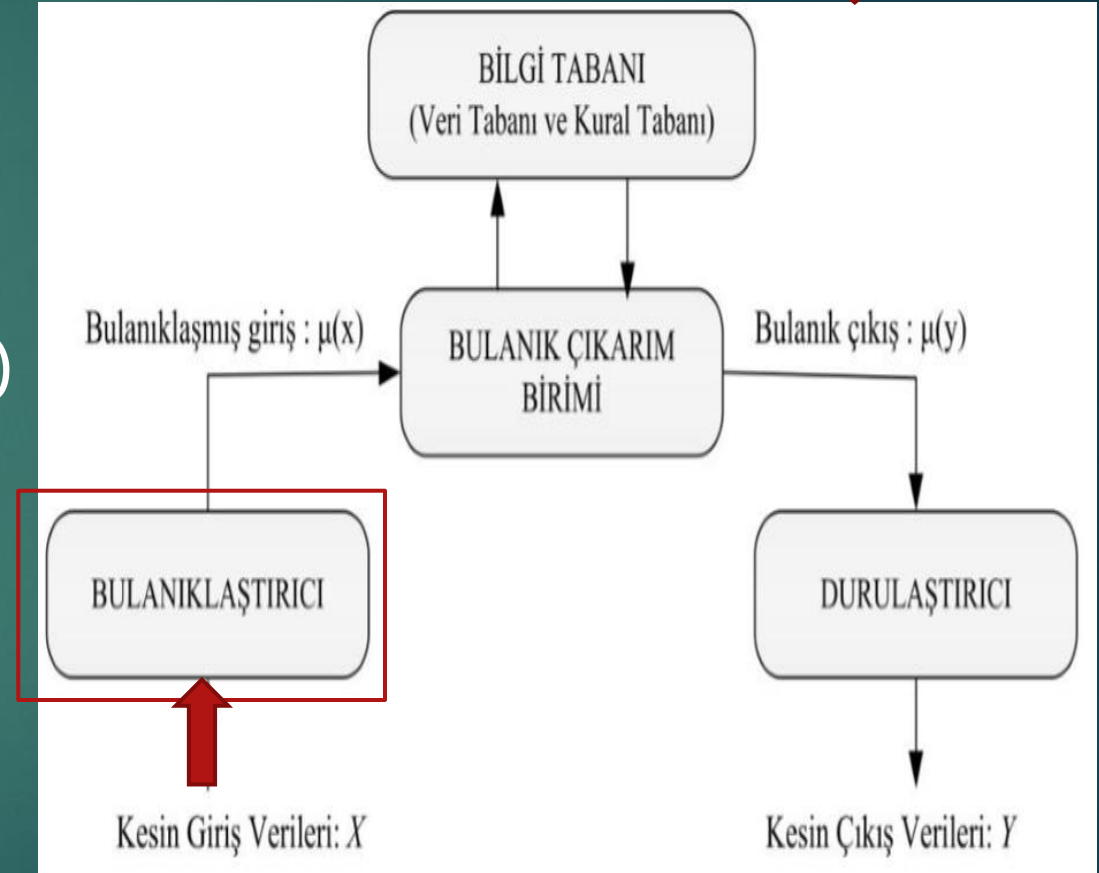 BİLGİ TABANI
(Veri Tabanı ve Kural Tabanı)
Bulanıklaşmış giriş : μ(x)
BULANIK ÇIKARIM
BİRİMİ
Bulanık çıkış : μ(y)
)
BULANIKLAŞTIRICI
DURULAŞTIRICI
Kesin Giriş Verileri: X
Kesin Çıkış Verileri: Y